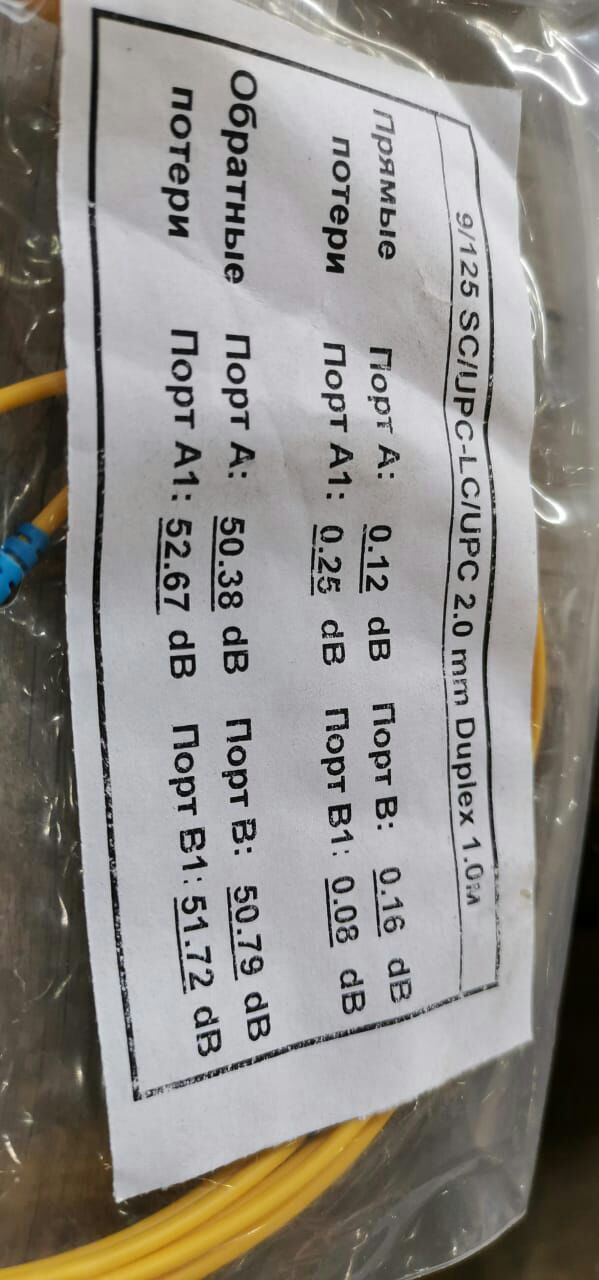 9/125 SC/UPC-LC/UPC 2.0 mm Duplex 1.0м
Прямые потери Порт A: 0.12 dB Порт B: 0.16 dB
Порт A1: 0.25 dB Порт B1: 0.08 dB
Обратные потери Порт A: 50.38 dB Порт B: 50.79 dB
Порт A1: 52.67 dB Порт B1: 51.72 dB